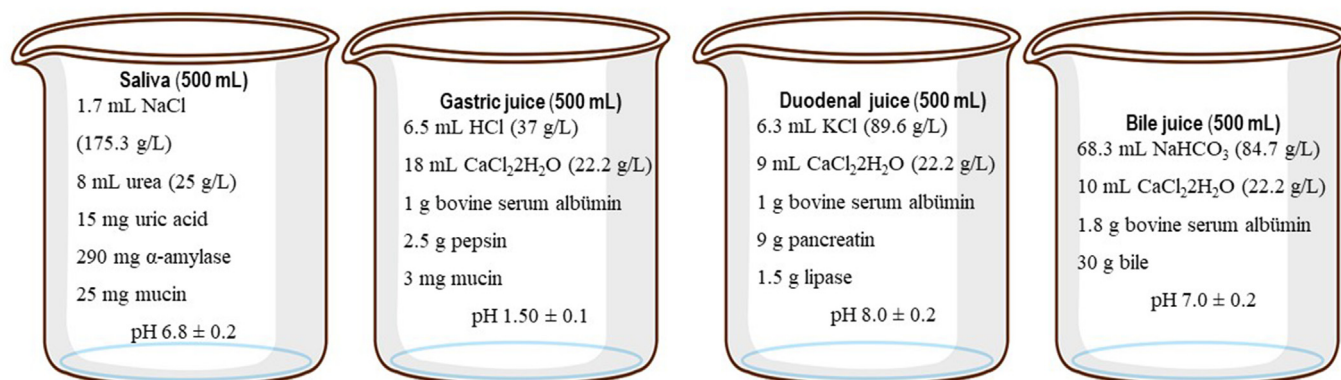 Saliva (500 mL)
1.7 mL NaCl
(175.3 g/L)
8 mL urea (25 g/L)
15 mg uric acid
290 mg α-amylase
25 mg mucin
pH 6.8 ± 0.2
Gastric juice (500 mL)
6.5 mL HCl (37 g/L)
18 mL CaCl₂2H₂O (22.2 g/L)
1 g bovine serum albümin
2.5 g pepsin
3 mg mucin
pH 1.50 ± 0.1
Duodenal juice (500 mL)
6.3 mL KCl (89.6 g/L)
9 mL CaCl₂2H₂O (22.2 g/L)
1 g bovine serum albümin
9 g pancreatin
1.5 g lipase
pH 8.0 ± 0.2
Bile juice (500 mL)
68.3 mL NaHCO₃ (84.7 g/L)
10 mL CaCl₂2H₂O (22.2 g/L)
1.8 g bovine serum albümin
30 g bile
pH 7.0 ± 0.2